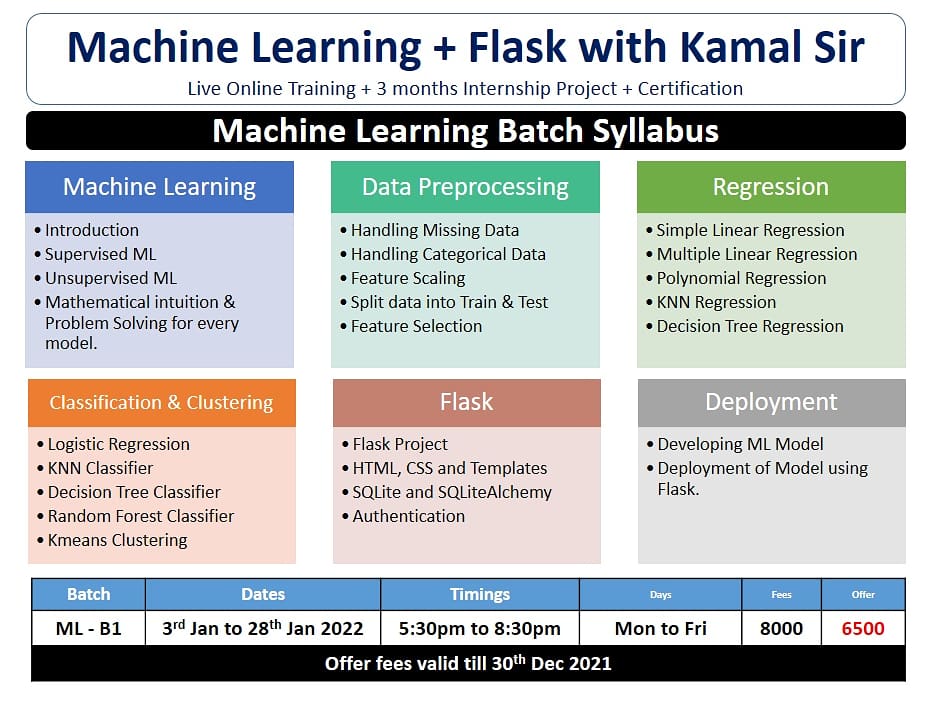 Machine Learning + Flask with Kamal Sir
Live Online Training + 3 months Internship Project + Certification
Machine Learning Batch Syllabus
Machine Learning
• Introduction
• Supervised ML
• Unsupervised ML
• Mathematical intuition &
Problem Solving for every
model.
Data Preprocessing
• Handling Missing Data
• Handling Categorical Data
• Feature Scaling
• Split data into Train & Test
• Feature Selection
Regression
• Simple Linear Regression
• Multiple Linear Regression
• Polynomial Regression
• KNN Regression
• Decision Tree Regression
Classification & Clustering
• Logistic Regression
• KNN Classifier
• Decision Tree Classifier
• Random Forest Classifier
• Kmeans Clustering
Flask
• Flask Project
• HTML, CSS and Templates
• SQLite and SQLiteAlchemy
• Authentication
Deployment
• Developing ML Model
• Deployment of Model using
Flask.
Batch Dates Timings Days Fees Offer
ML - B1 3rd Jan to 28th Jan 2022 5:30pm to 8:30pm Mon to Fri 8000 6500
Offer fees valid till 30th Dec 2021